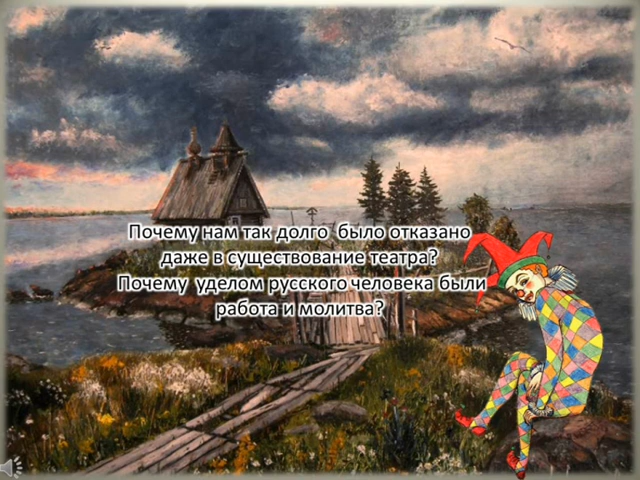 Почему нам так долго было отказано
даже в существование театра?
Почему уделом русского человека были
работа и молитва?